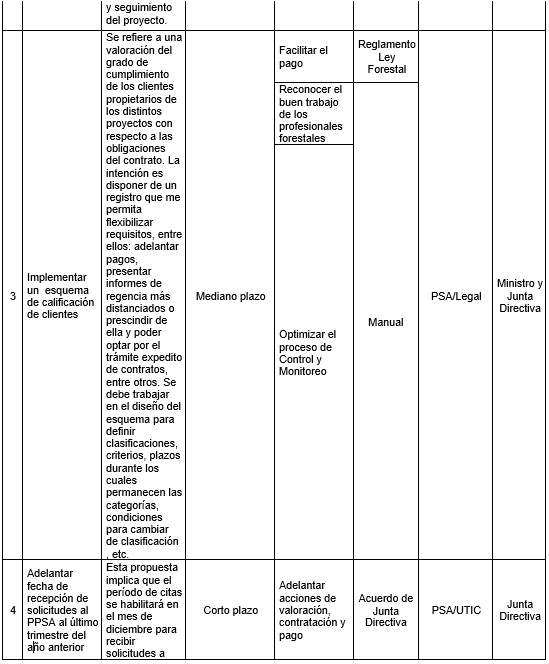 y seguimiento
del proyecto.
3
Implementar
un esquema
de calificación
de clientes
Se refiere a una
valoración del
grado de
cumplimiento
de los clientes
propietarios de
los distintos
proyectos con
respecto a las
obligaciones
del contrato. La
intención es
disponer de un
registro que me
permita
flexibilizar
requisitos, entre
ellos: adelantar
pagos,
presentar
informes de
regencia más
distanciados o
prescindir de
ella y poder
optar por el
trámite expedito
de contratos,
entre otros. Se
debe trabajar
en el diseño del
esquema para
definir
clasificaciones,
criterios, plazos
durante los
cuales
permanecen las
categorías,
condiciones
para cambiar
de clasificación
, etc.
Mediano plazo
Facilitar el
pago
Reconocer el
buen trabajo
de los
profesionales
forestales
Optimizar el
proceso de
Control y
Monitoreo
Reglamento
Ley
Forestal
Manual
PSA/Legal
Ministro y
Junta
Directiva
4
Adelantar
fecha de
recepción de
solicitudes al
PPSA al último
trimestre del
año anterior
Esta propuesta
implica que el
período de citas
se habilitará en
el mes de
diciembre para
recibir
solicitudes a
Corto plazo
Adelantar
acciones de
valoración,
contratación y
pago
Acuerdo de
Junta
Directiva
PSA/UTIC
Junta
Directiva